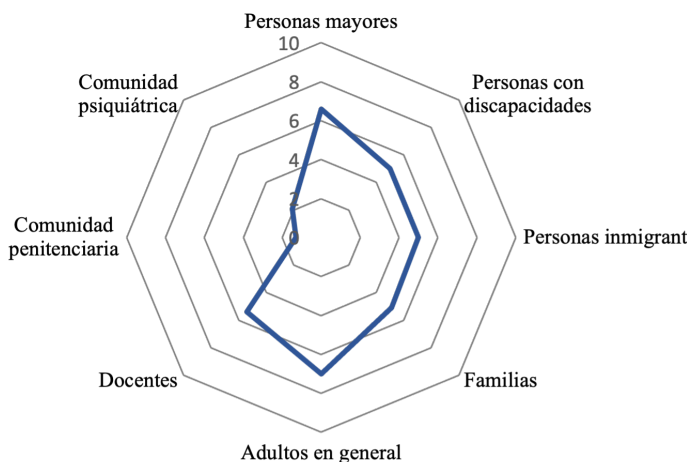 Personas mayores
10
8
6
4
2
0
Personas con
discapacidades
Personas inmigrant
Familias
Adultos en general
Docentes
Comunidad
penitenciaria
Comunidad
psiquiátrica